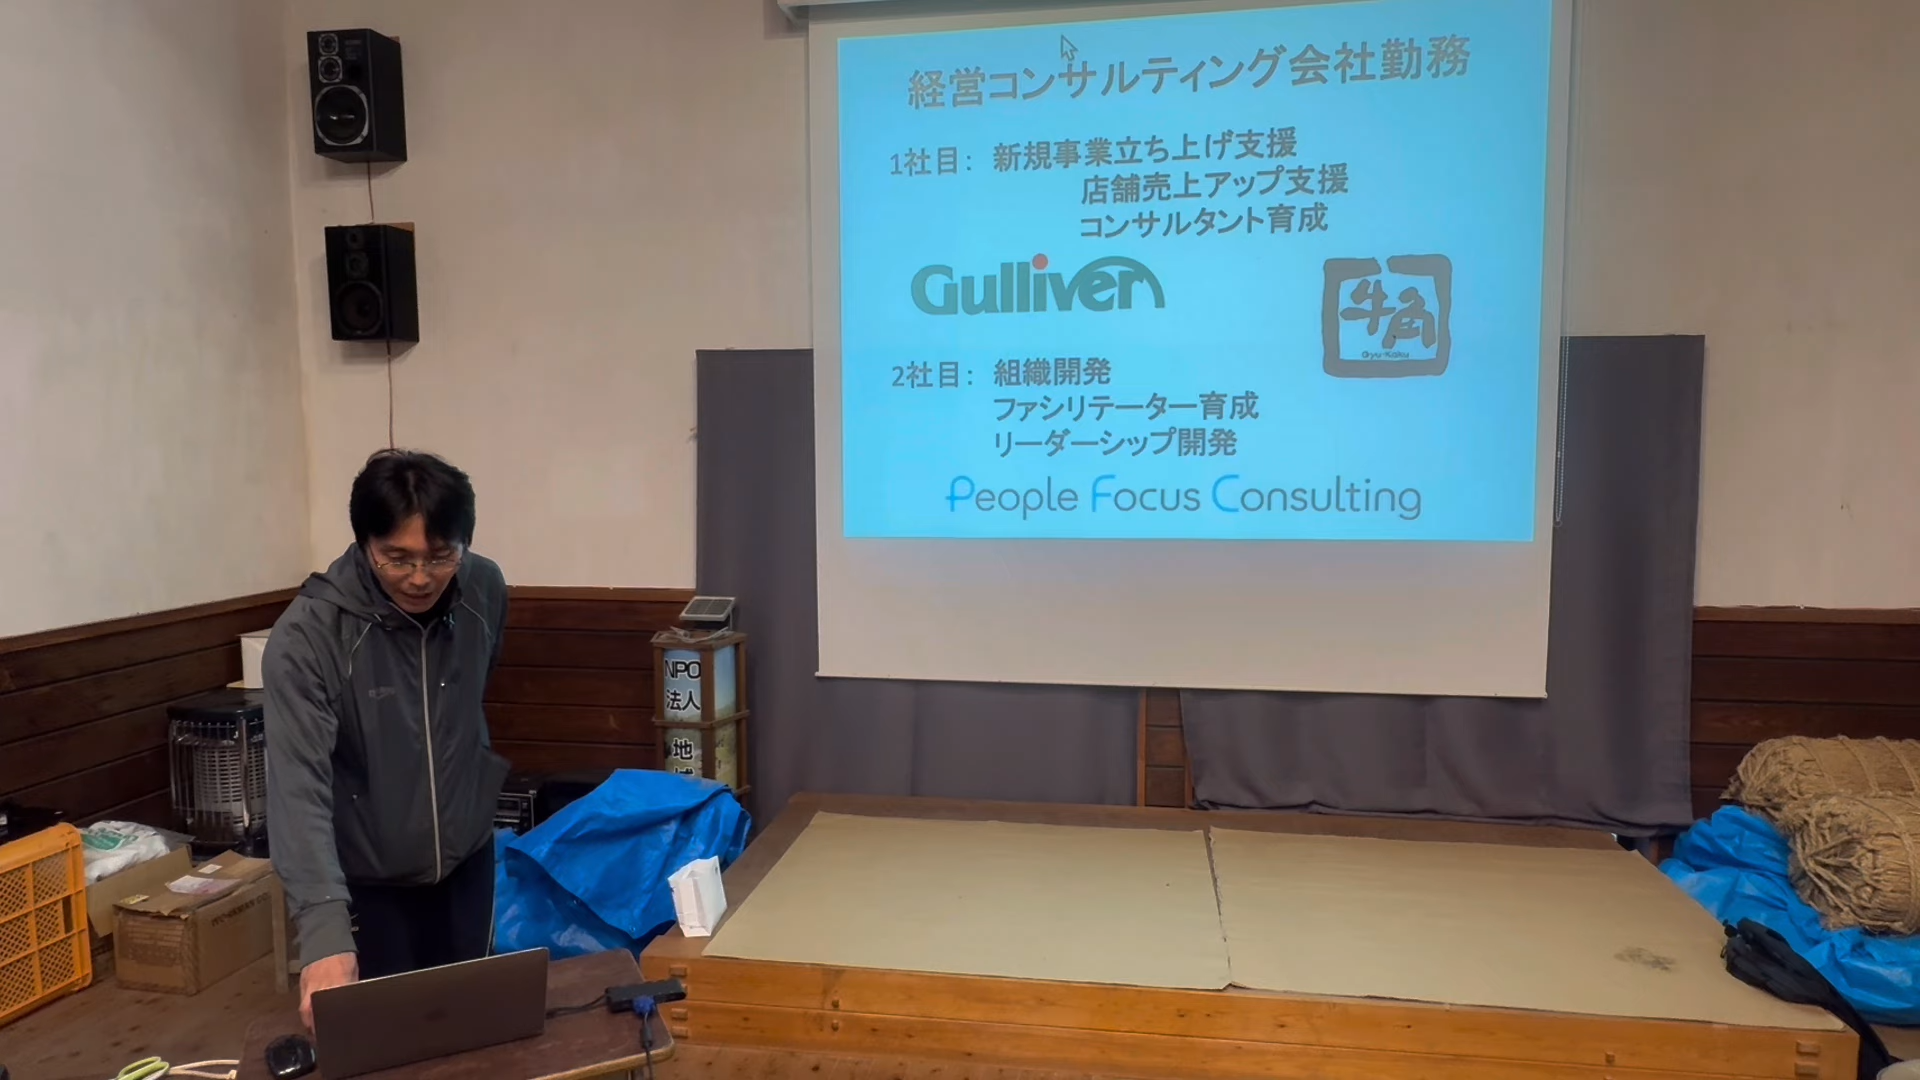 経営コンサルティング会社勤務
1社目： 新規事業立ち上げ支援
店舗売上アップ支援
コンサルタント育成
Gulliver
牛角
Gyu-Kaku
2社目： 組織開発
ファシリテーター育成
リーダーシップ開発
People Focus Consulting
NPO
法人
地